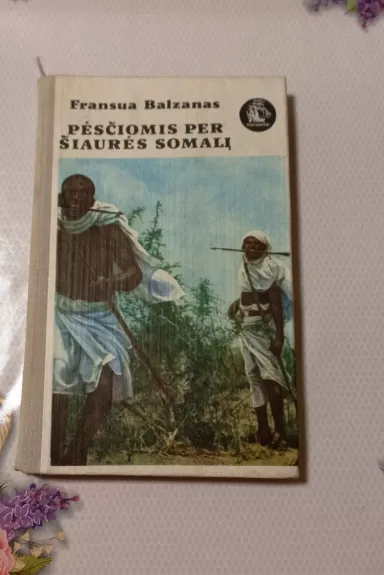 Fransua Balzanas
PĖSČIOMIS PER
ŠIAURĖS SOMALĮ